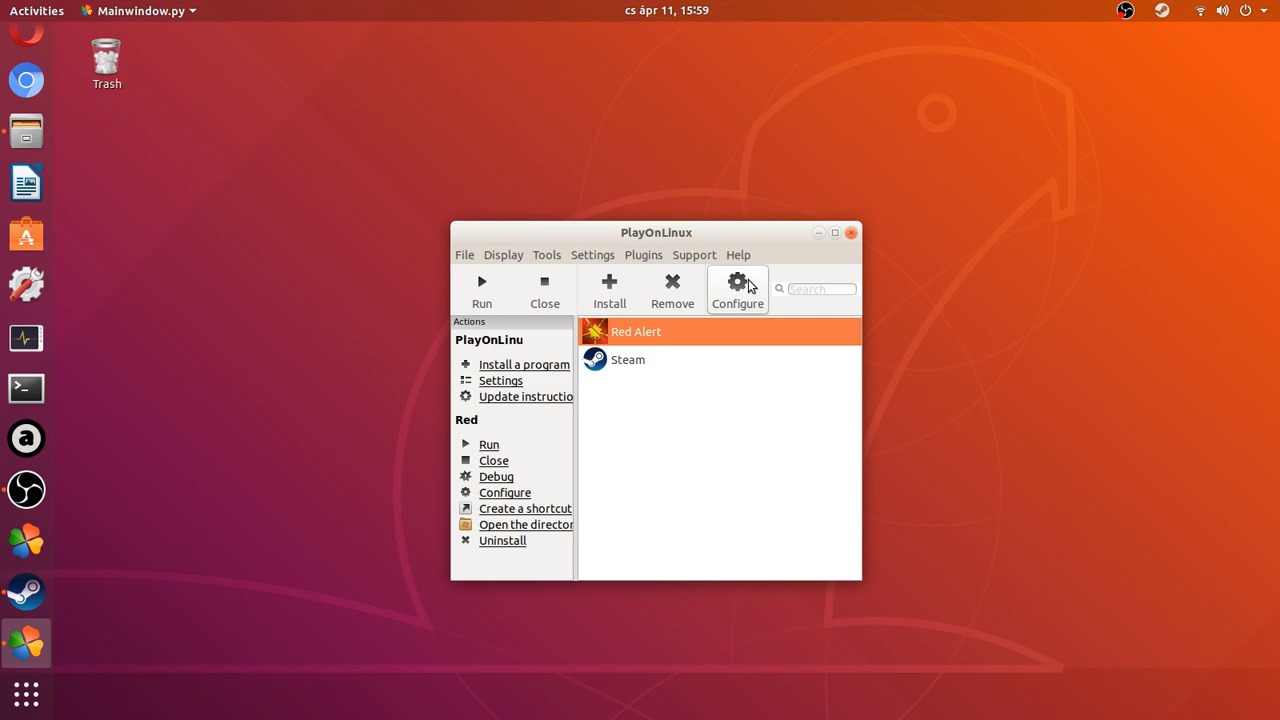 Activities
Mainwindow.py
cs ápr 11, 15:59
Trash
PlayOnLinux
File Display Tools Settings Plugins Support Help
Run Close Install Remove Configure
Search
Actions
PlayOnLinu
Install a program
Settings
Update instructio
Red
Run
Close
Debug
Configure
Create a shortcut
Open the director
Uninstall
Red Alert
Steam